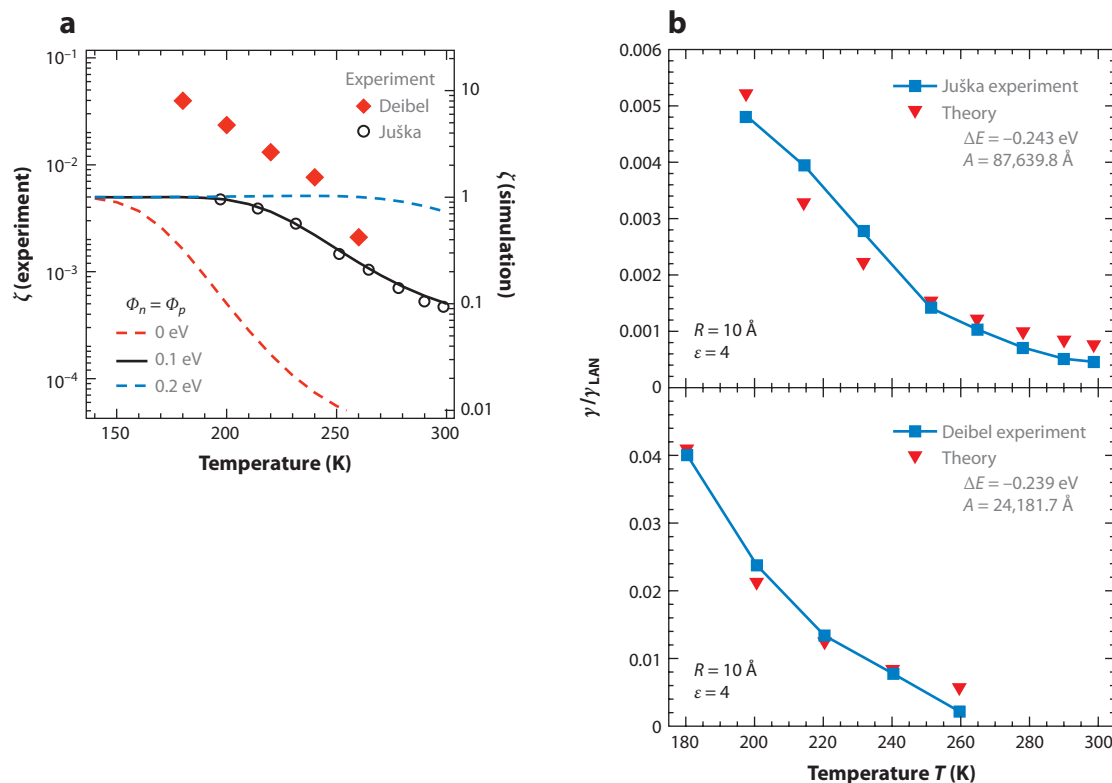 a
10⁻¹
10⁻²
10⁻³
10⁻⁴
ζ (experiment)
Experiment
Deibel
Juška
10
1
0.1
0.01
ζ (simulation)
Φn = Φp
0 eV
0.1 eV
0.2 eV
150 200 250 300
Temperature (K)
b
0.006
0.005
0.004
0.003
0.002
0.001
0
Juška experiment
Theory
ΔE = –0.243 eV
A = 87,639.8 Å
R = 10 Å
ε = 4
γ/γLAN
0.04
0.03
0.02
0.01
0
Deibel experiment
Theory
ΔE = –0.239 eV
A = 24,181.7 Å
R = 10 Å
ε = 4
180 200 220 240 260 280 300
Temperature T (K)